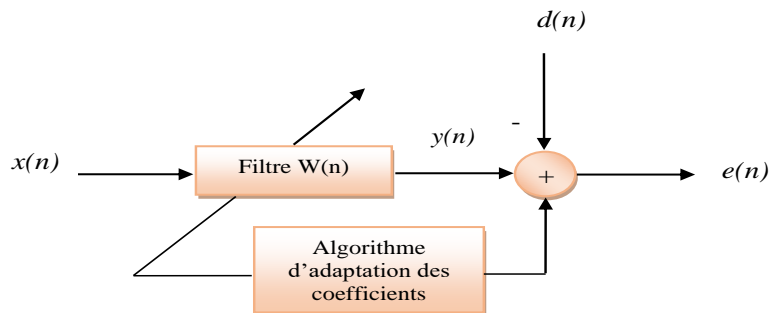 d(n)
-
y(n)
x(n)
Filtre W(n)
+
e(n)
Algorithme
d'adaptation des
coefficients